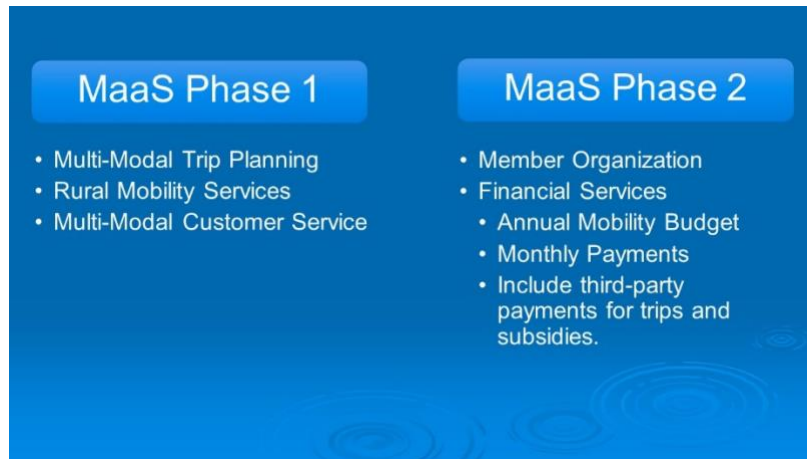 MaaS Phase 1
• Multi-Modal Trip Planning
• Rural Mobility Services
• Multi-Modal Customer Service
MaaS Phase 2
• Member Organization
• Financial Services
• Annual Mobility Budget
• Monthly Payments
• Include third-party
payments for trips and
subsidies.